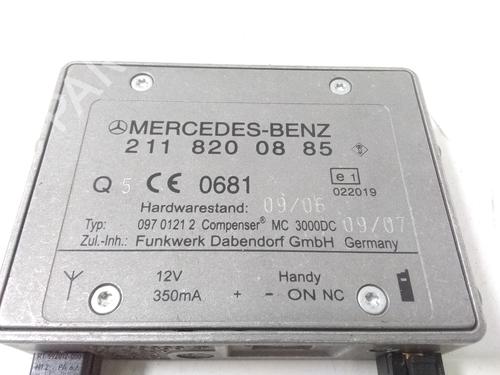 MERCEDES-BENZ
211 820 08 85
Q 5 CE 0681 e1
022019
Hardwarestand: 09/06
Typ: 097 0121 2 Compenser® MC 3000DC 09/07
Zul.-Inh.: Funkwerk Dabendorf GmbH Germany
12V Handy
350mA + - ON NC